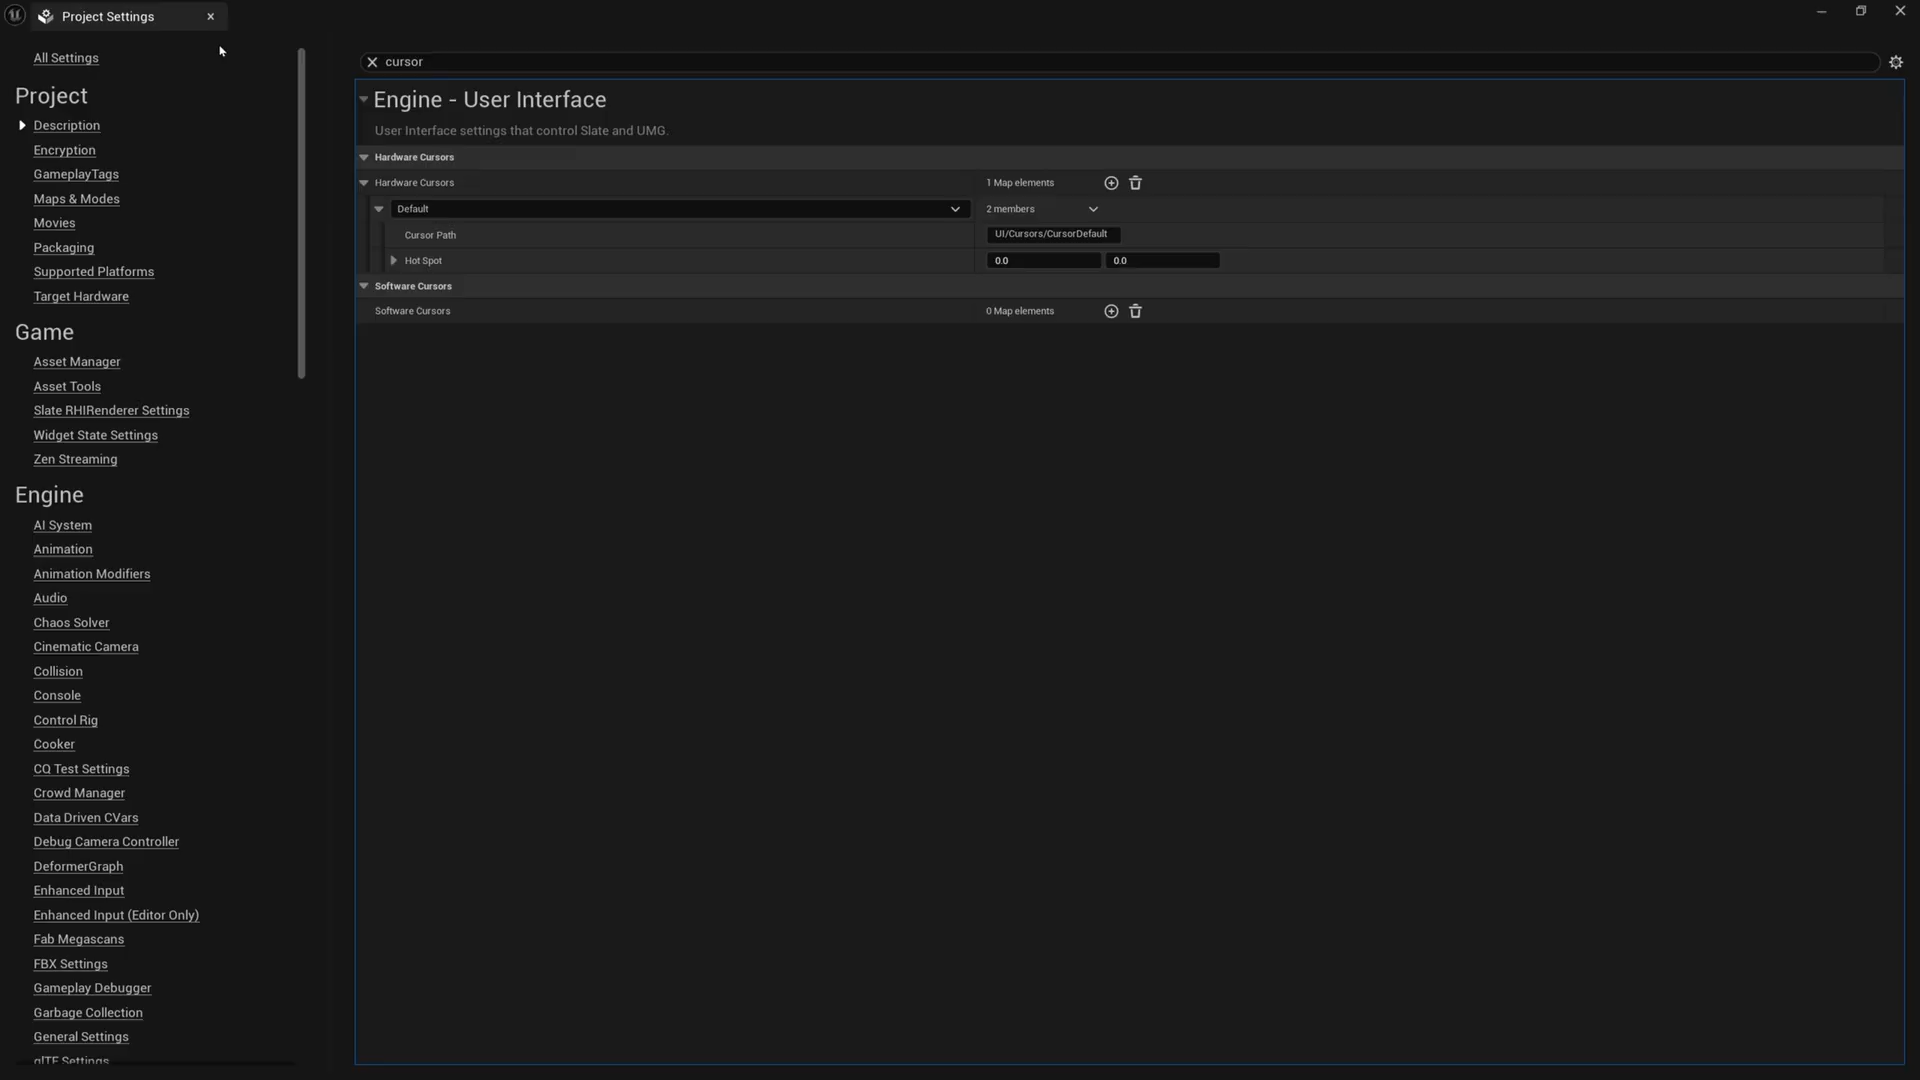 Project Settings
All Settings
Project
Description
Encryption
GameplayTags
Maps & Modes
Movies
Packaging
Supported Platforms
Target Hardware
Game
Asset Manager
Asset Tools
Slate RHIRenderer Settings
Widget State Settings
Zen Streaming
Engine
AI System
Animation
Animation Modifiers
Audio
Chaos Solver
Cinematic Camera
Collision
Console
Control Rig
Cooker
CQ Test Settings
Crowd Manager
Data Driven CVars
Debug Camera Controller
DeformerGraph
Enhanced Input
Enhanced Input (Editor Only)
Fab Megascans
FBX Settings
Gameplay Debugger
Garbage Collection
General Settings
glTF Settings
cursor
Engine - User Interface
User Interface settings that control Slate and UMG.
Hardware Cursors
Hardware Cursors 1 Map elements
Default 2 members
Cursor Path UI/Cursors/CursorDefault
Hot Spot 0.0 0.0
Software Cursors
Software Cursors 0 Map elements